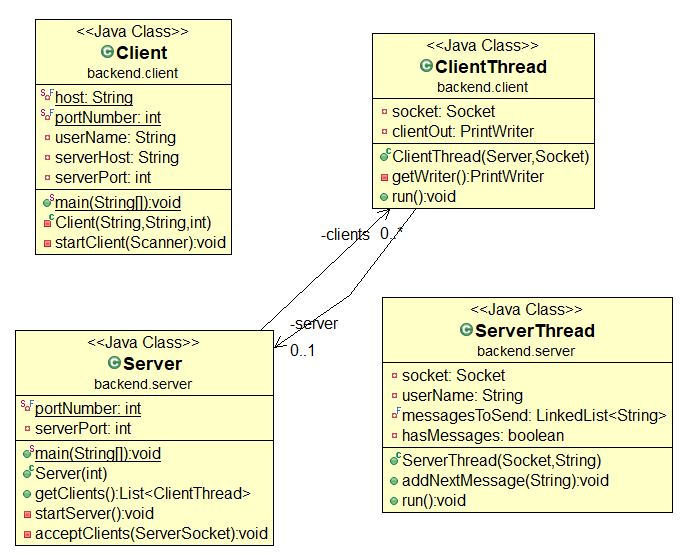 <<Java Class>>
Client
backend.client
host: String
portNumber: int
userName: String
serverHost: String
serverPort: int
main(String[]):void
Client(String,String,int)
startClient(Scanner):void
<<Java Class>>
ClientThread
backend.client
socket: Socket
clientOut: PrintWriter
ClientThread(Server,Socket)
getWriter():PrintWriter
run():void
-clients 0..*
-server
0..1
<<Java Class>>
Server
backend.server
portNumber: int
serverPort: int
main(String[]):void
Server(int)
getClients():List<ClientThread>
startServer():void
acceptClients(ServerSocket):void
<<Java Class>>
ServerThread
backend.server
socket: Socket
userName: String
messagesToSend: LinkedList<String>
hasMessages: boolean
ServerThread(Socket,String)
addNextMessage(String):void
run():void